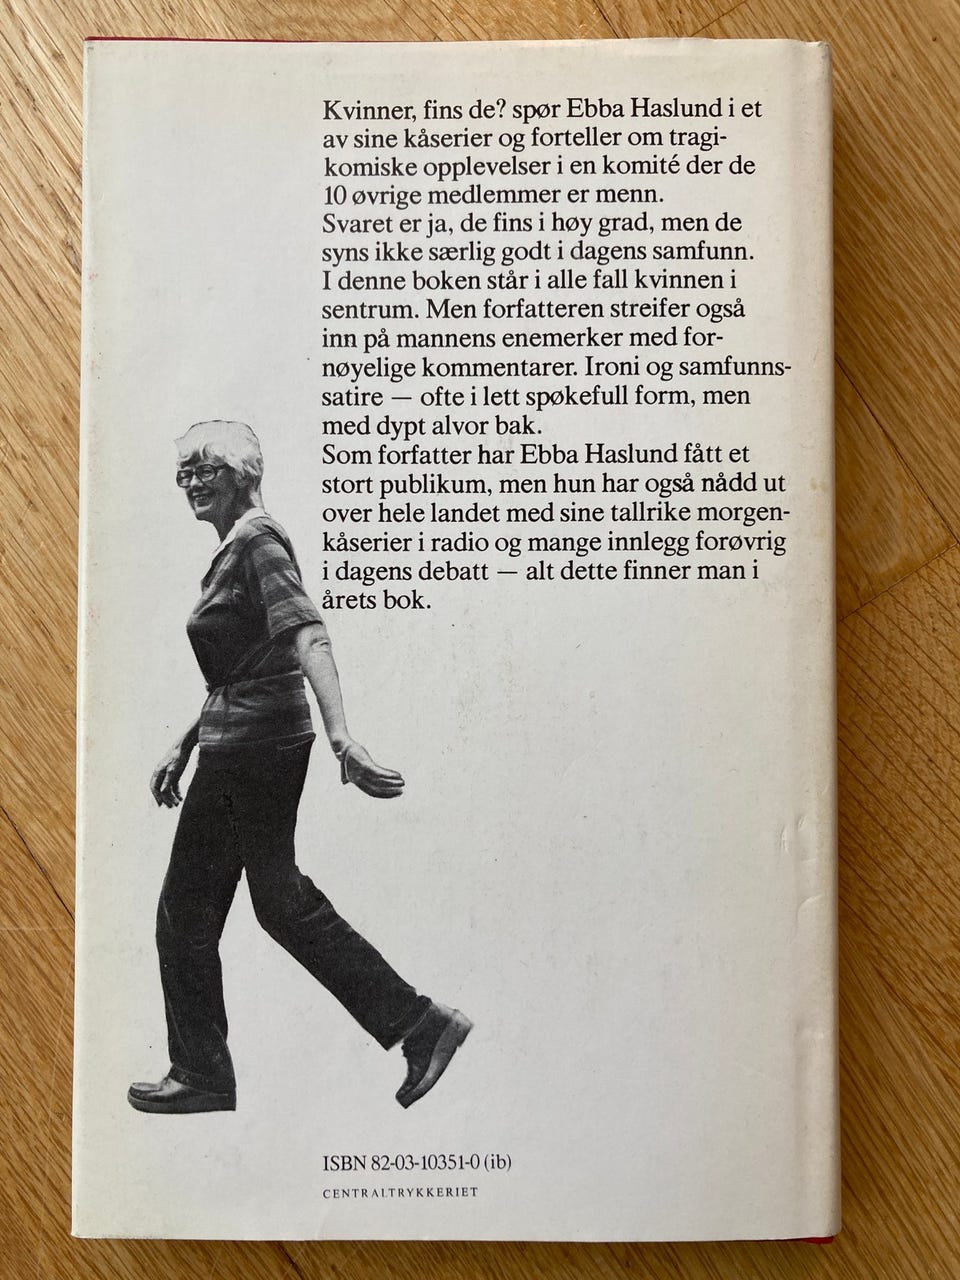 Kvinner, fins de? spør Ebba Haslund i et
av sine kåserier og forteller om tragi-
komiske opplevelser i en komité der de
10 øvrige medlemmer er menn.
Svaret er ja, de fins i høy grad, men de
syns ikke særlig godt i dagens samfunn.
I denne boken står i alle fall kvinnen i
sentrum. Men forfatteren streifer også
inn på mannens enemerker med for-
nøyelige kommentarer. Ironi og samfunns-
satire — ofte i lett spøkefull form, men
med dypt alvor bak.
Som forfatter har Ebba Haslund fått et
stort publikum, men hun har også nådd ut
over hele landet med sine tallrike morgen-
kåserier i radio og mange innlegg forøvrig
i dagens debatt — alt dette finner man i
årets bok.
ISBN 82-03-10351-0 (ib)
CENTRALTRYKKERIET